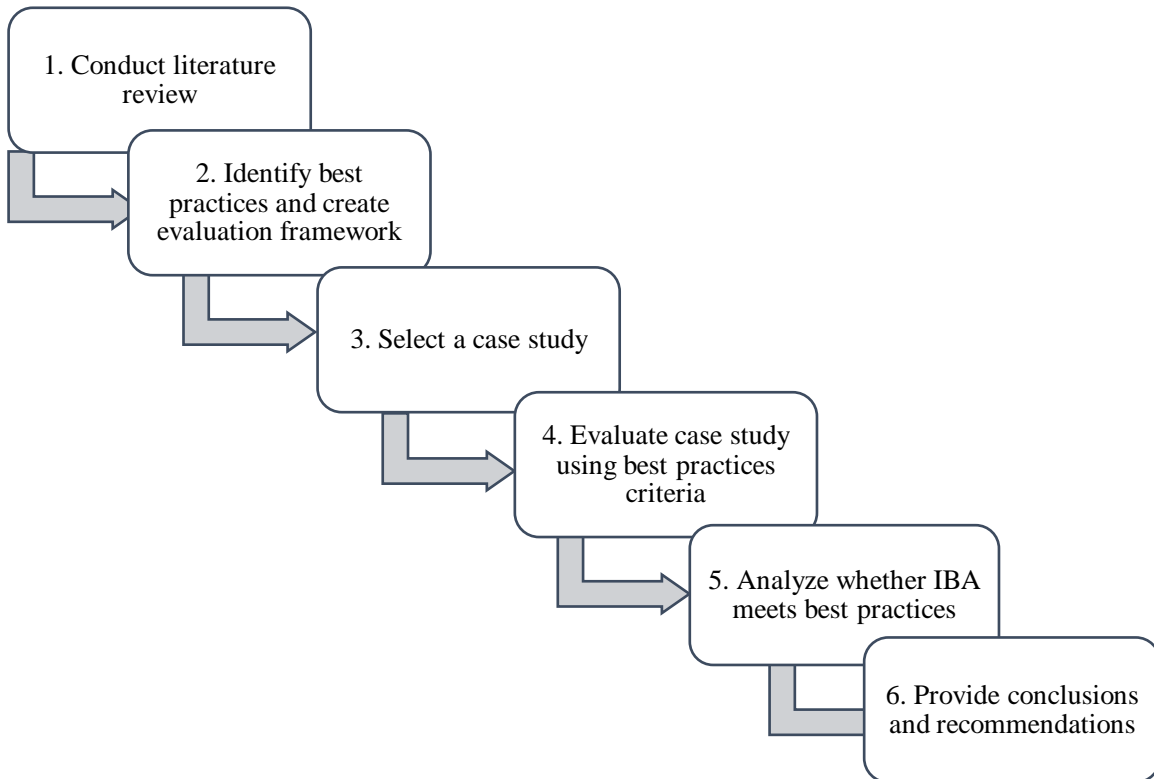 1. Conduct literature
review
2. Identify best
practices and create
evaluation framework
3. Select a case study
4. Evaluate case study
using best practices
criteria
5. Analyze whether IBA
meets best practices
6. Provide conclusions
and recommendations